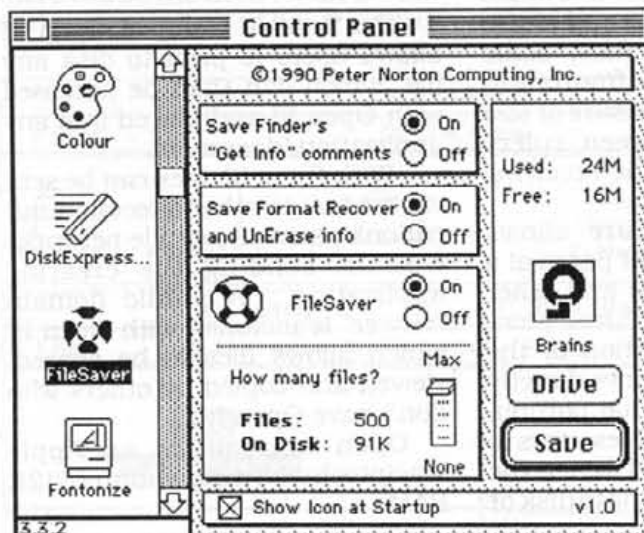 Control Panel
Colour
DiskExpress...
FileSaver
Fontonize
3.3.2
©1990 Peter Norton Computing, Inc.
Save Finder's
"Get Info" comments
On
Off
Save Format Recover
and UnErase info
On
Off
FileSaver
On
Off
How many files?
Max
Files: 500
On Disk: 91K
None
Show Icon at Startup
v1.0
Used: 24M
Free: 16M
Brains
Drive
Save